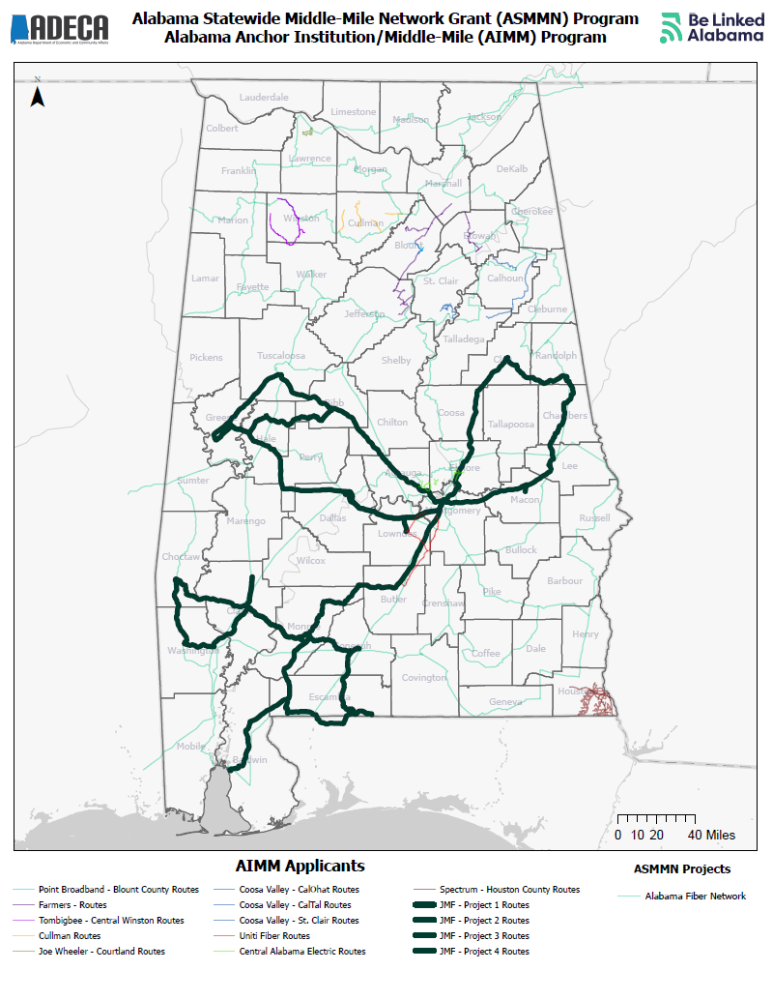 ADECA
Alabama Department of Economic and Community Affairs
Alabama Statewide Middle-Mile Network Grant (ASMMN) Program
Alabama Anchor Institution/Middle-Mile (AIMM) Program
Be Linked
Alabama
N
Lauderdale
Limestone
Madison
Jackson
Colbert
Lawrence
Franklin
Morgan
DeKalb
Marshall
Marion
Winston
Cullman
Cherokee
Blount
Etowah
Lamar
Walker
St. Clair
Calhoun
Fayette
Jefferson
Cleburne
Talladega
Pickens
Tuscaloosa
Shelby
Randolph
Bibb
Greene
Chilton
Coosa
Tallapoosa
Chambers
Hale
Perry
Autauga
Elmore
Lee
Sumter
Macon
Montgomery
Marengo
Dallas
Lowndes
Russell
Choctaw
Wilcox
Bullock
Barbour
Pike
Butler
Crenshaw
Monroe
Henry
Washington
Coffee
Dale
Covington
Escambia
Geneva
Houston
Mobile
Baldwin
0 10 20 40 Miles
AIMM Applicants
ASMMN Projects
Point Broadband - Blount County Routes
Coosa Valley - CalOhat Routes
Spectrum - Houston County Routes
Alabama Fiber Network
Farmers - Routes
Coosa Valley - CalTal Routes
JMF - Project 1 Routes
Tombigbee - Central Winston Routes
Coosa Valley - St. Clair Routes
JMF - Project 2 Routes
Cullman Routes
Uniti Fiber Routes
JMF - Project 3 Routes
Joe Wheeler - Courtland Routes
Central Alabama Electric Routes
JMF - Project 4 Routes